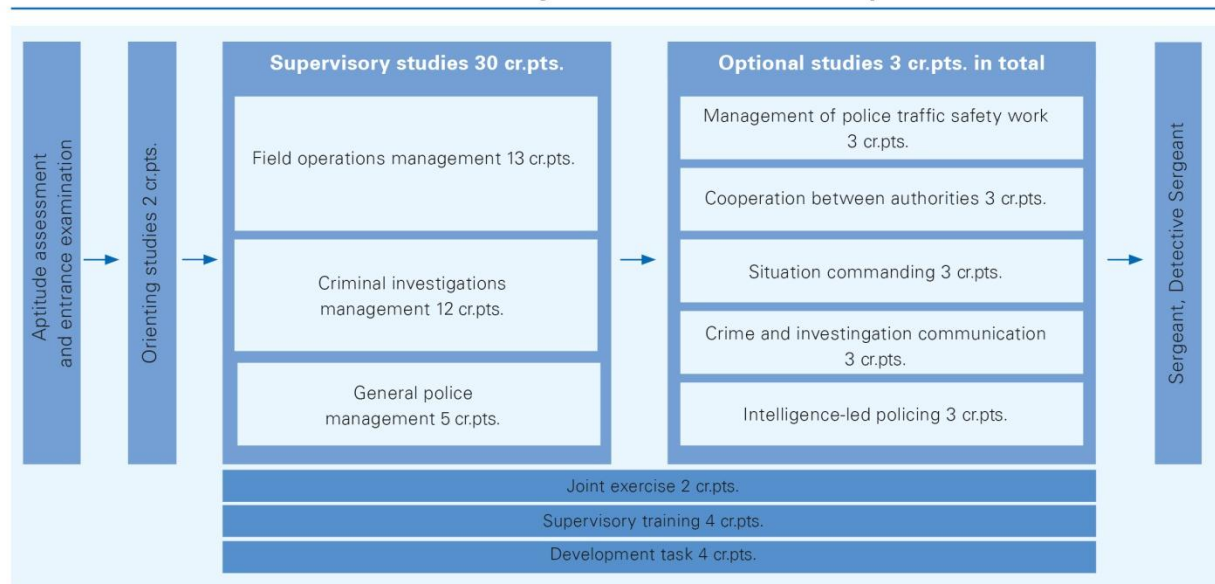 Aptitude assessment
and entrance examination
Orienting studies 2 cr.pts.
Supervisory studies 30 cr.pts.
Field operations management 13 cr.pts.
Criminal investigations
management 12 cr.pts.
General police
management 5 cr.pts.
Optional studies 3 cr.pts. in total
Management of police traffic safety work
3 cr.pts.
Cooperation between authorities 3 cr.pts.
Situation commanding 3 cr.pts.
Crime and investingation communication
3 cr.pts.
Intelligence-led policing 3 cr.pts.
Sergeant, Detective Sergeant
Joint exercise 2 cr.pts.
Supervisory training 4 cr.pts.
Development task 4 cr.pts.